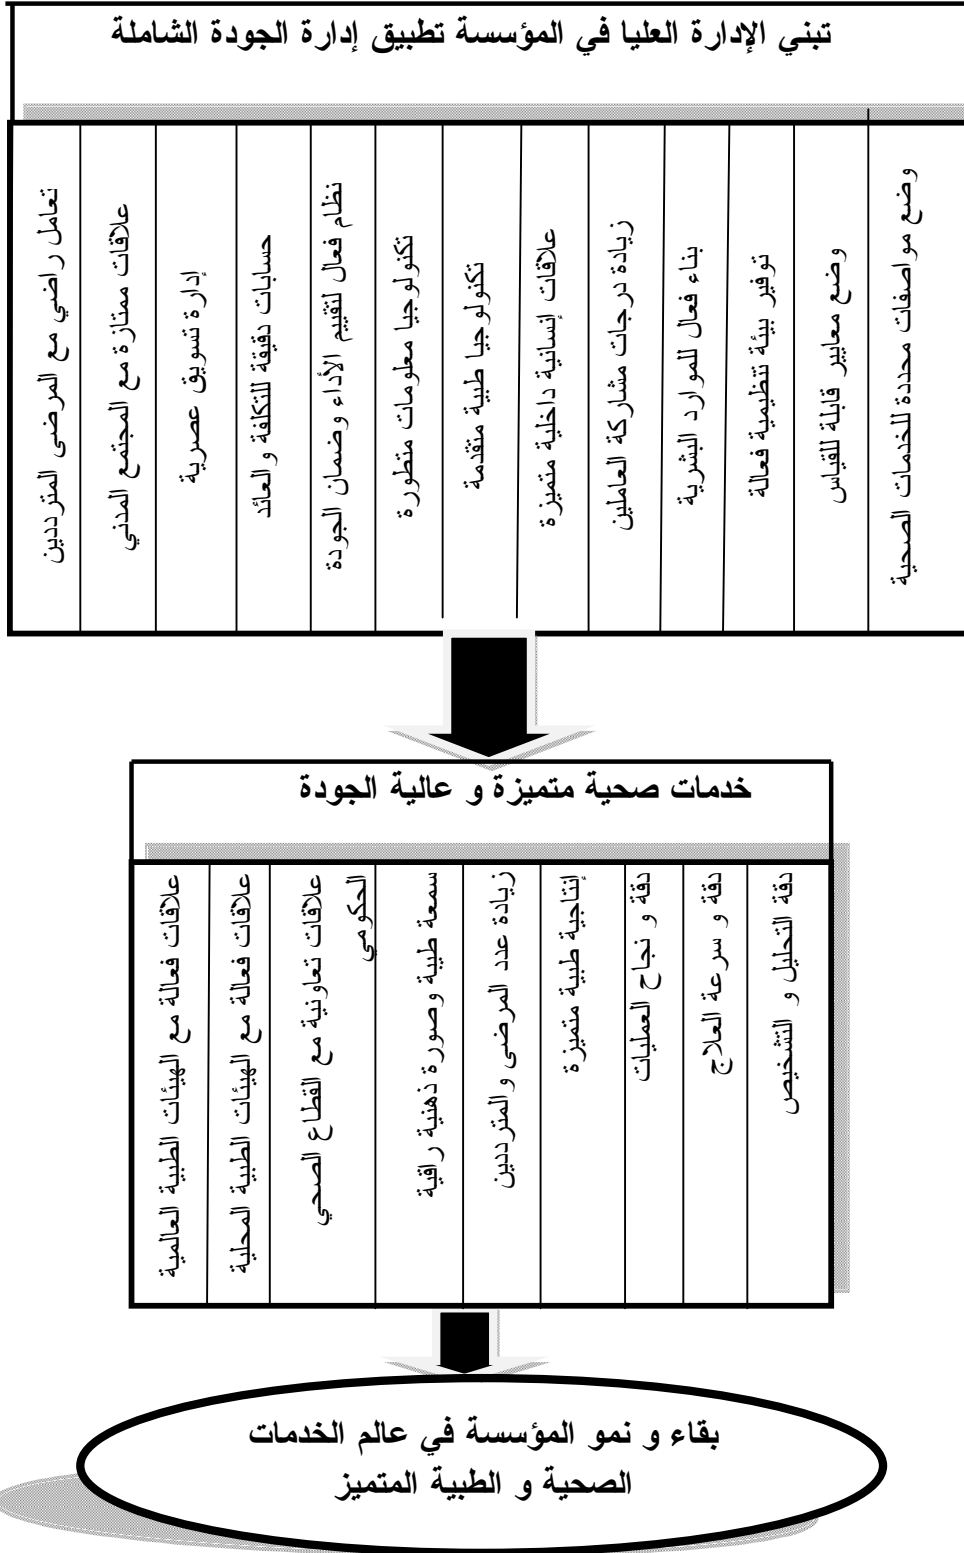 تبني الإدارة العليا في المؤسسة تطبيق إدارة الجودة الشاملة
وضع مواصفات محددة للخدمات الصحية
وضع معايير قابلة للقياس
توفير بيئة تنظيمية فعالة
بناء فعال للموارد البشرية
زيادة درجات مشاركة العاملين
علاقات إنسانية داخلية متميزة
تكنولوجيا طبية متقدمة
تكنولوجيا معلومات متطورة
نظام فعال لتقييم الأداء وضمان الجودة
حسابات دقيقة للتكلفة والعائد
إدارة تسويق عصرية
علاقات ممتازة مع المجتمع المدني
تعامل راضي مع المرضى المترددين
خدمات صحية متميزة و عالية الجودة
دقة التحليل و التشخيص
دقة و سرعة العلاج
دقة و نجاح العمليات
إنتاجية طبية متميزة
زيادة عدد المرضى والمترددين
سمعة طيبة وصورة ذهنية راقية
علاقات تعاونية مع القطاع الصحي
الحكومي
علاقات فعالة مع الهيئات الطبية المحلية
علاقات فعالة مع الهيئات الطبية العالمية
بقاء و نمو المؤسسة في عالم الخدمات
الصحية و الطبية المتميز